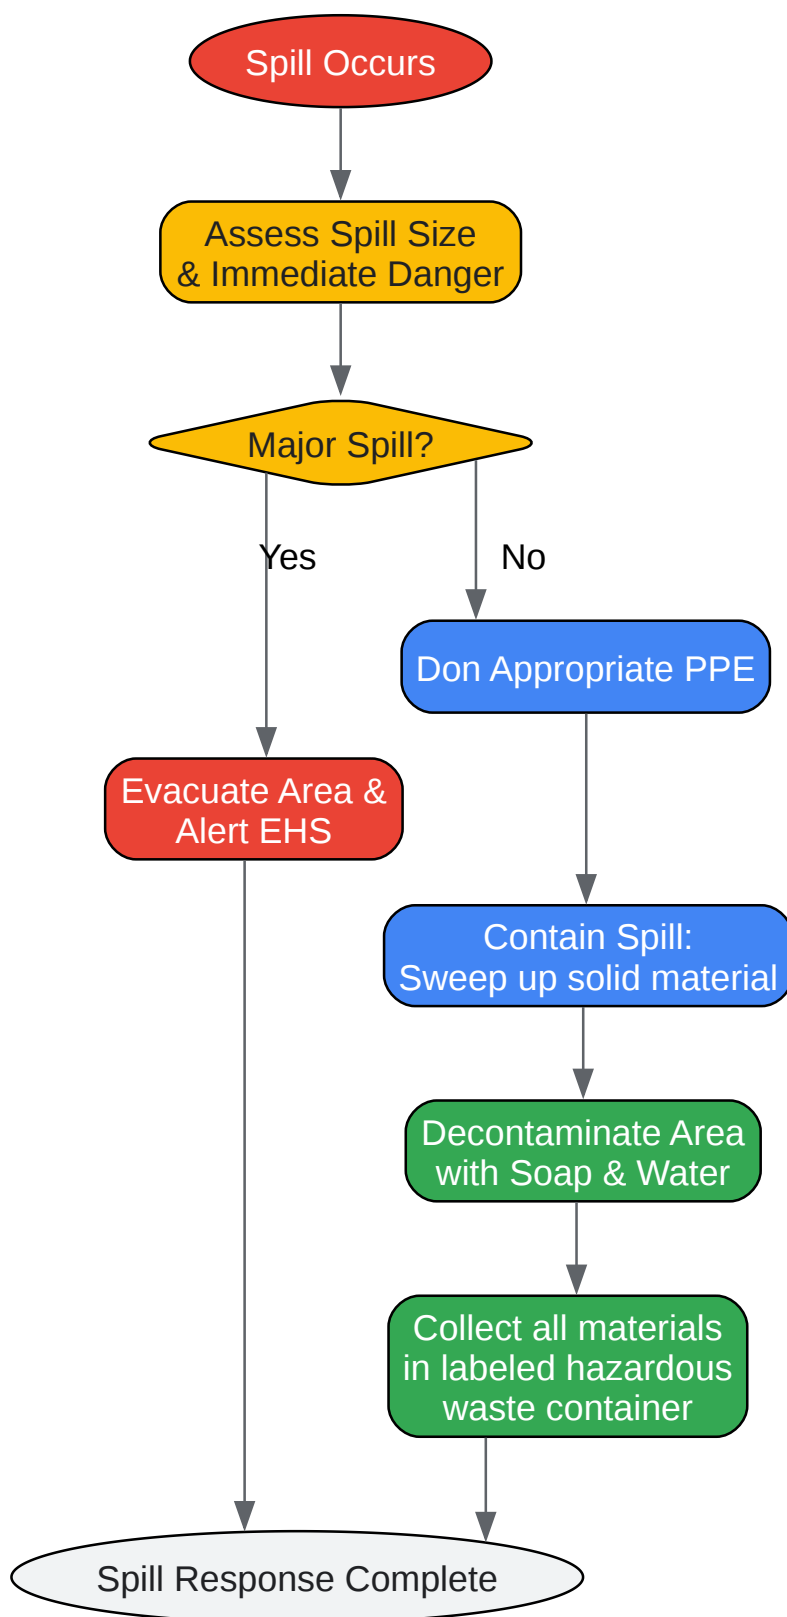 Spill Occurs
Assess Spill Size
& Immediate Danger
Major Spill?
Yes
No
Don Appropriate PPE
Evacuate Area &
Alert EHS
Contain Spill:
Sweep up solid material
Decontaminate Area
with Soap & Water
Collect all materials
in labeled hazardous
waste container
Spill Response Complete